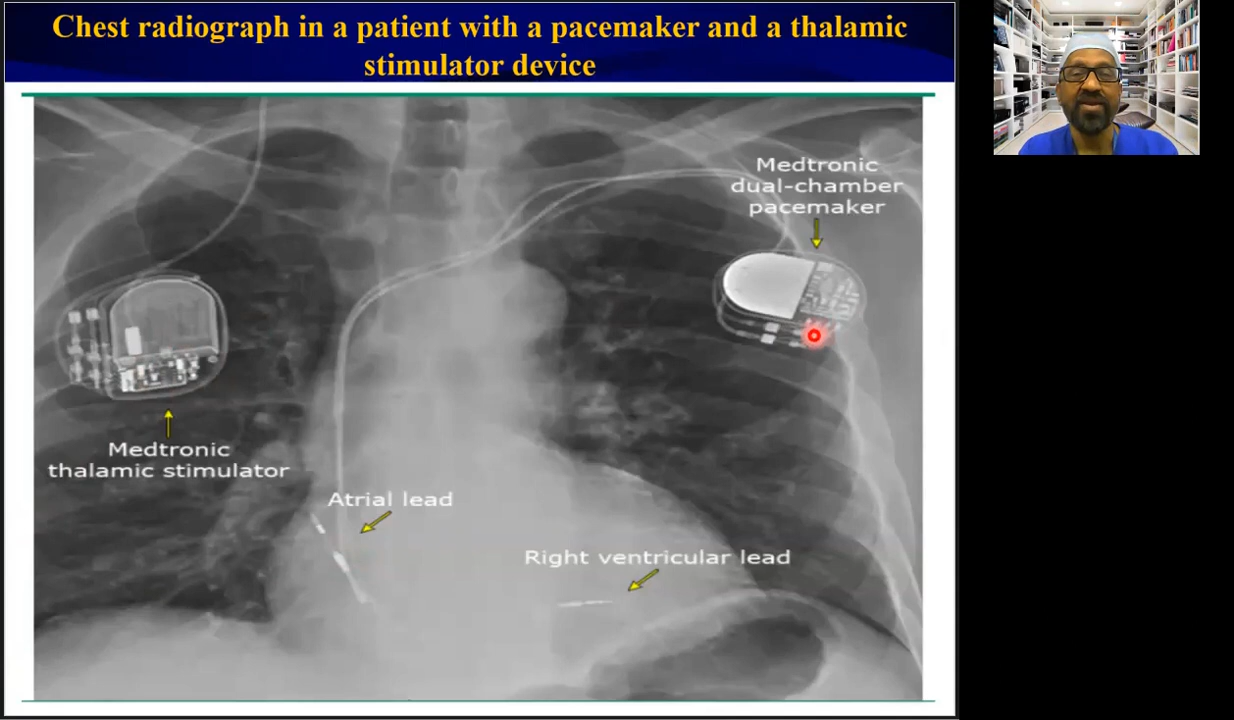 Chest radiograph in a patient with a pacemaker and a thalamic
stimulator device
Medtronic
dual-chamber
pacemaker
Medtronic
thalamic stimulator
Atrial lead
Right ventricular lead